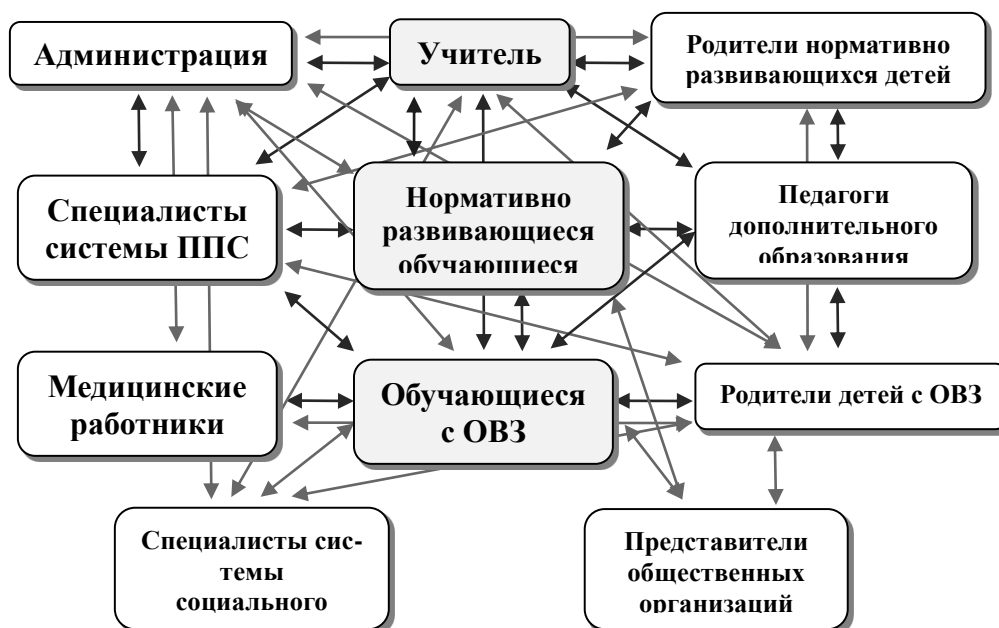 Администрация
Учитель
Родители нормативно
развивающихся детей
Специалисты
системы ППС
Нормативно
развивающиеся
обучающиеся
Педагоги
дополнительного
образования
Медицинские
работники
Обучающиеся
с ОВЗ
Родители детей с ОВЗ
Специалисты сис-
темы
социального
Представители
общественных
организаций